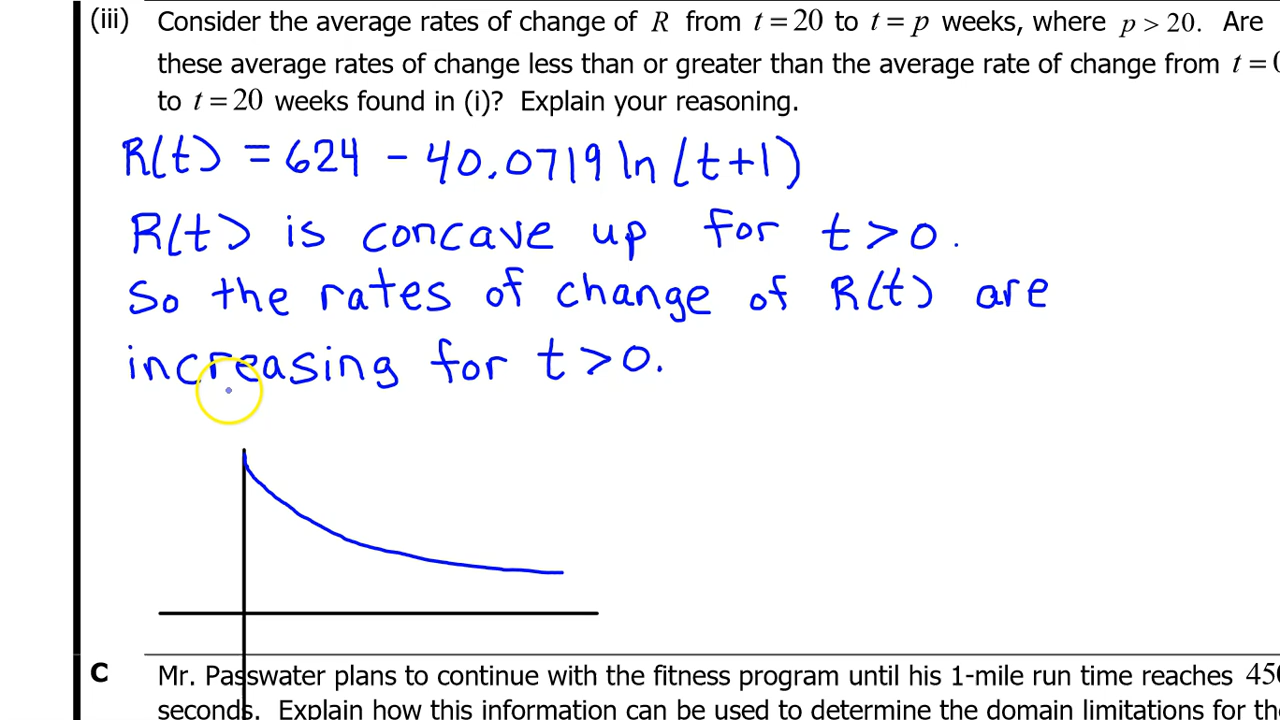 (iii) Consider the average rates of change of R from t = 20 to t = p weeks, where p > 20. Are
these average rates of change less than or greater than the average rate of change from t = 0
to t = 20 weeks found in (i)? Explain your reasoning.
R(t) = 624 - 40.0719 ln(t+1)
R(t) is concave up for t > 0.
So the rates of change of R(t) are
increasing for t > 0.
C Mr. Passwater plans to continue with the fitness program until his 1-mile run time reaches 450
seconds. Explain how this information can be used to determine the domain limitations for the